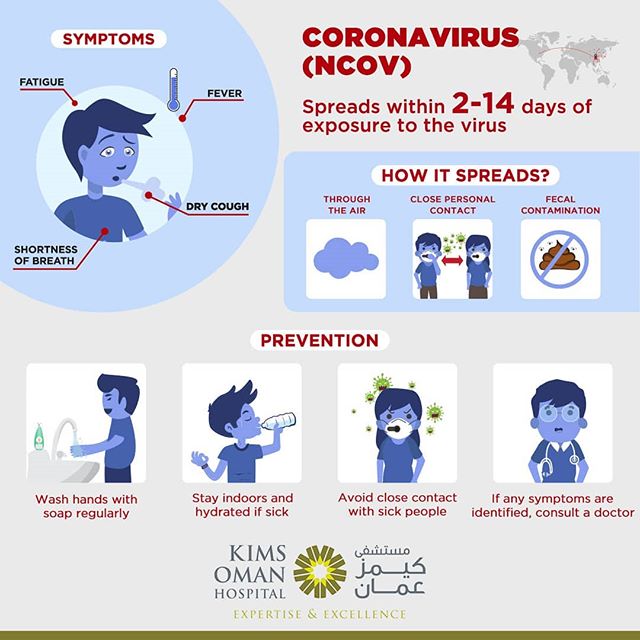 SYMPTOMS
FATIGUE
FEVER
DRY COUGH
SHORTNESS
OF BREATH
CORONAVIRUS
(NCOV)
Spreads within 2-14 days of
exposure to the virus
HOW IT SPREADS?
THROUGH
THE AIR
CLOSE PERSONAL
CONTACT
FECAL
CONTAMINATION
PREVENTION
Wash hands with
soap regularly
Stay indoors and
hydrated if sick
Avoid close contact
with sick people
If any symptoms are
identified, consult a doctor
KIMS
OMAN
HOSPITAL
مستشفى
كيمز
عمان
EXPERTISE & EXCELLENCE